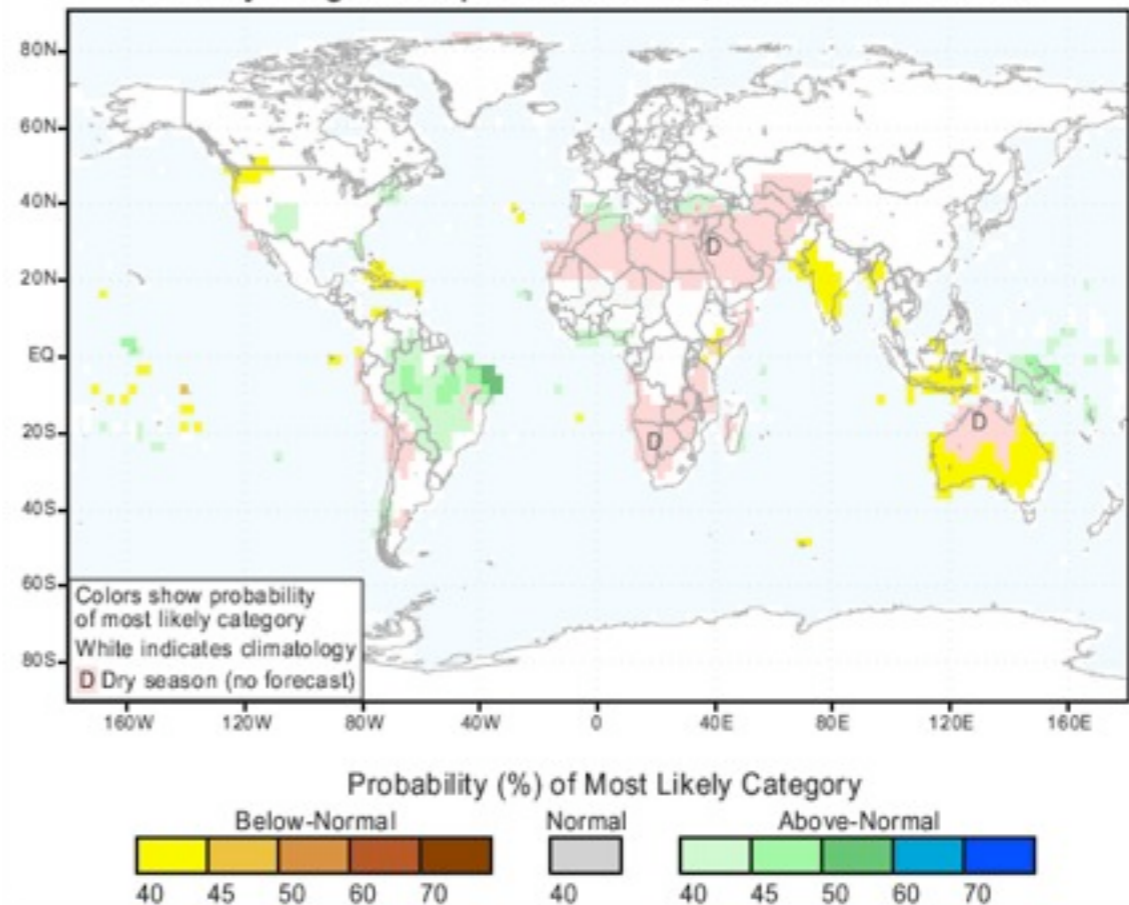 80N
60N
40N
20N
EQ
20S
40S
60S
80S
D
D
D
Colors show probability
of most likely category
White indicates climatology
D Dry season (no forecast)
160W 120W 80W 40W 0 40E 80E 120E 160E
Probability (%) of Most Likely Category
Below-Normal Normal Above-Normal
40 45 50 60 70 40 40 45 50 60 70